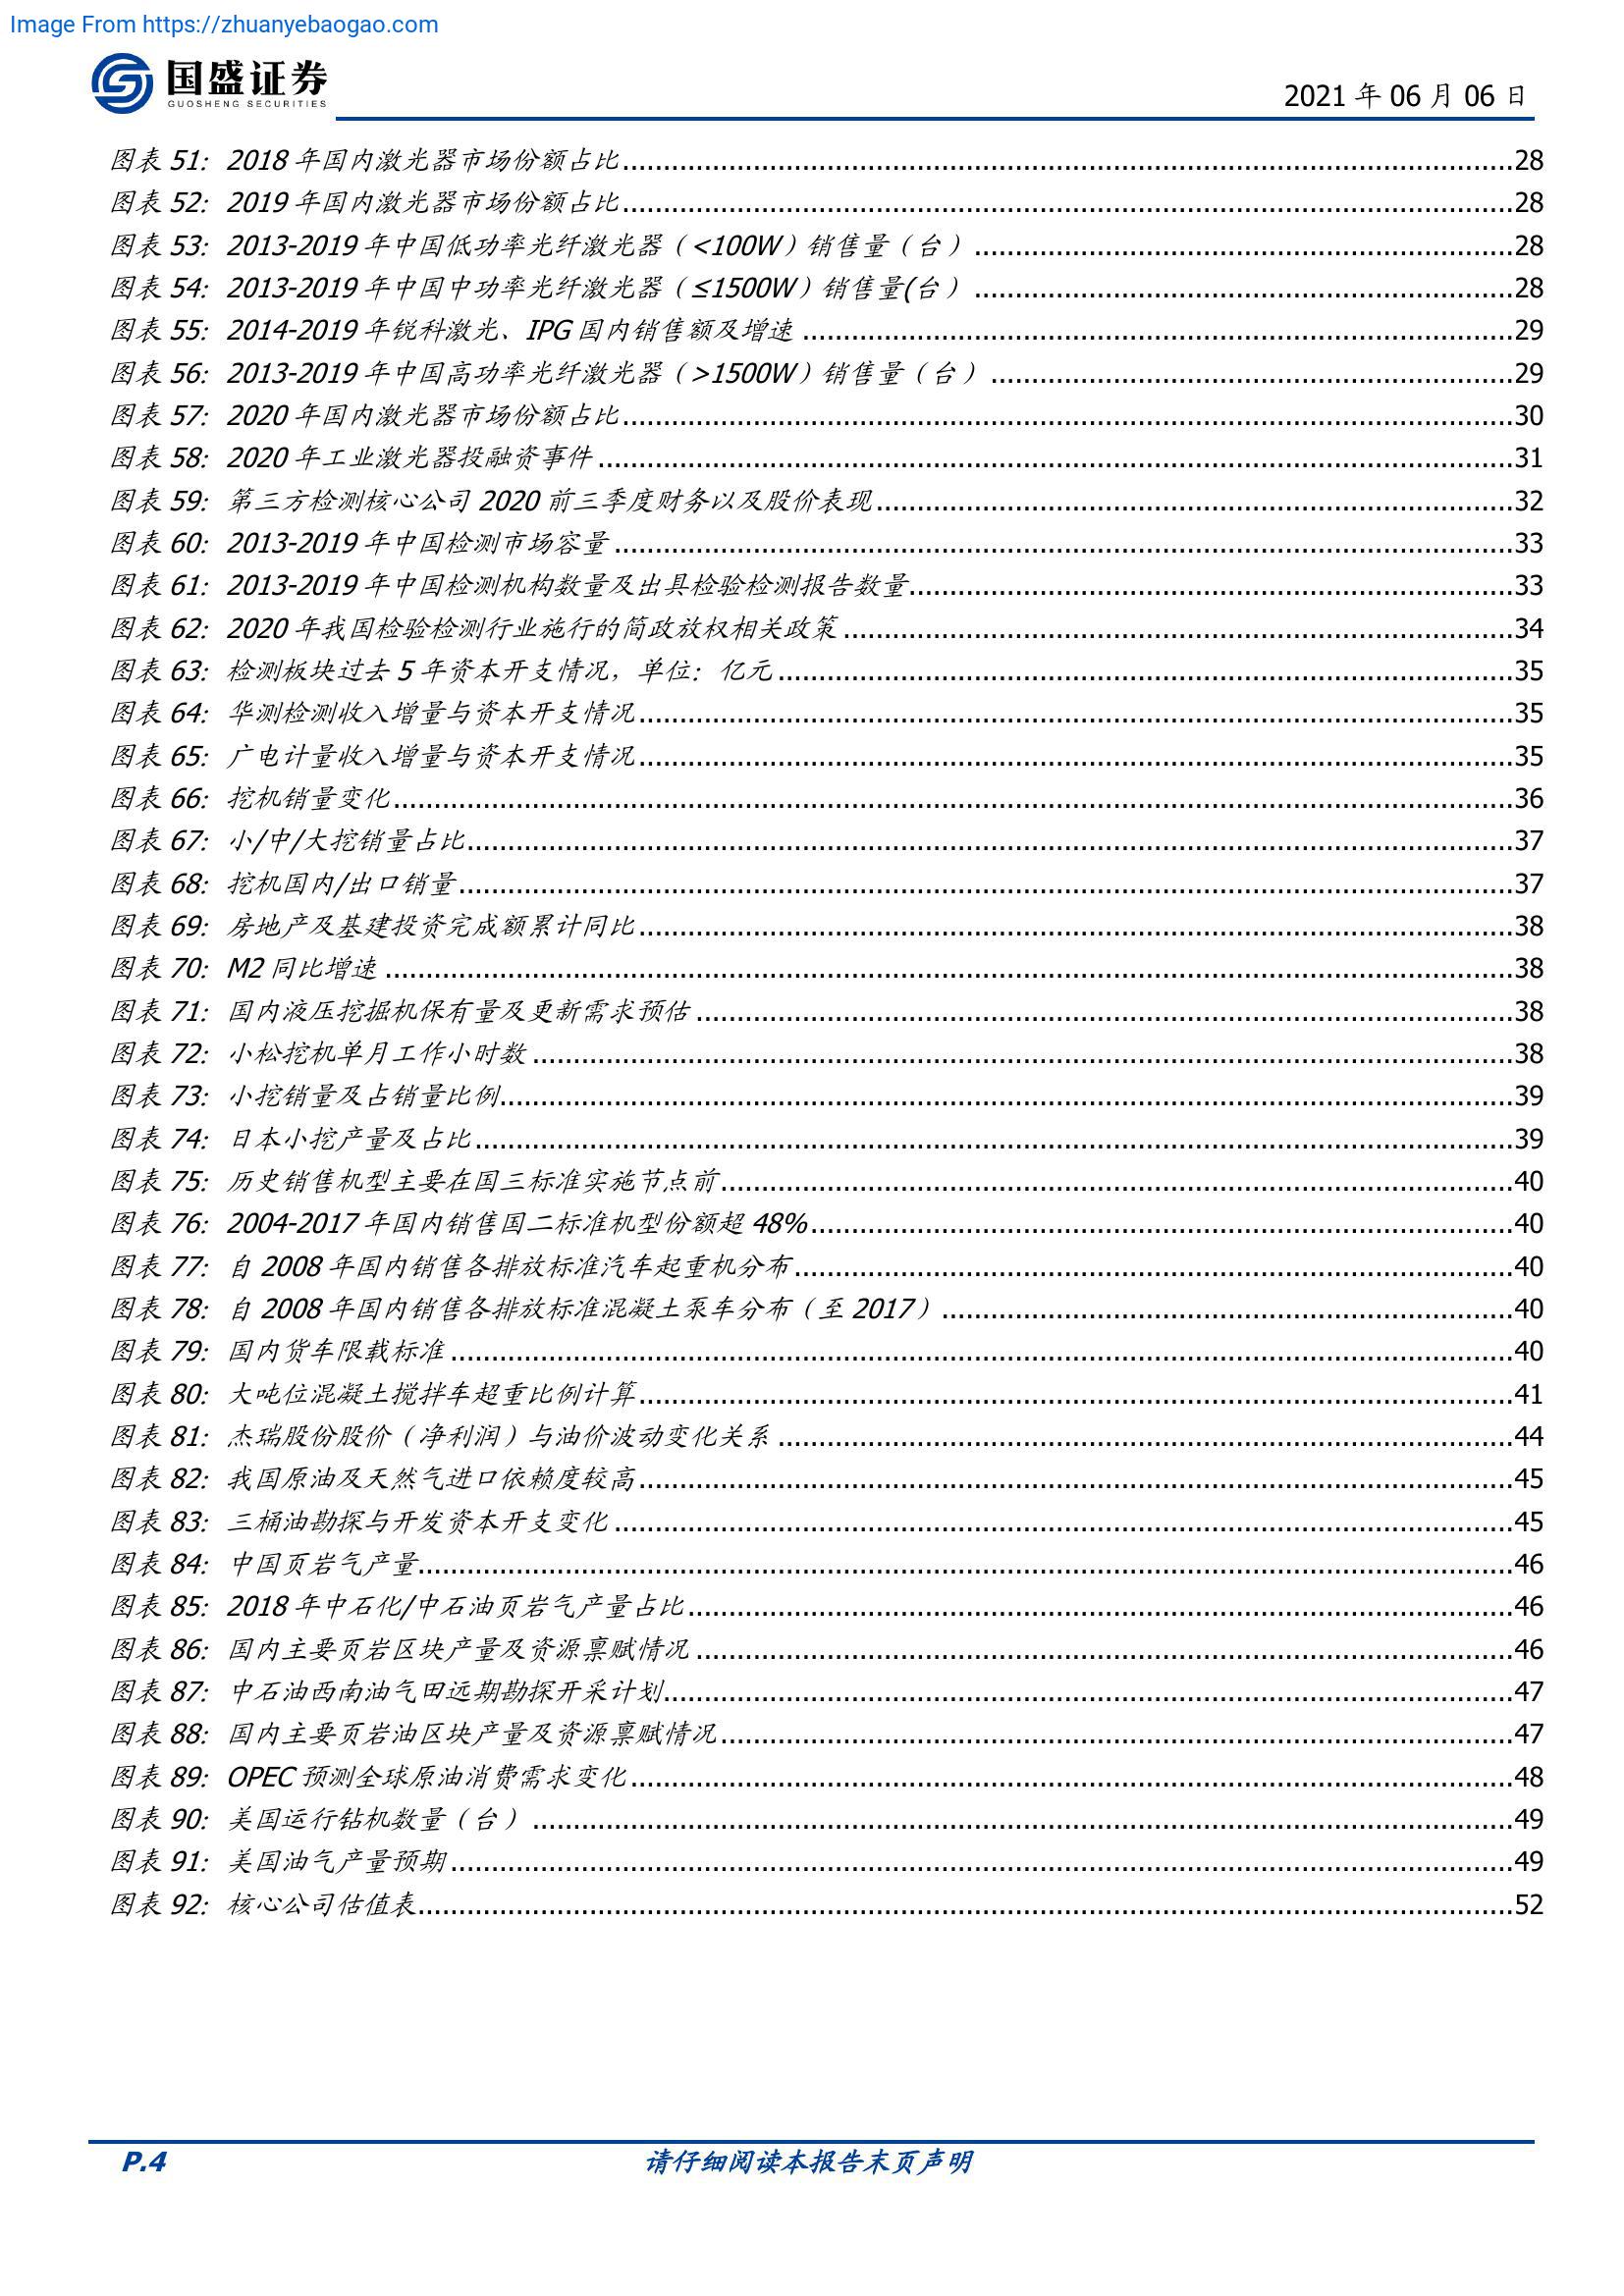 Image From https://zhuanyebaogao.com
国盛证券
GUOSHENG SECURITIES
2021 年 06 月 06 日
图表 51: 2018 年国内激光器市场份额占比 28
图表 52: 2019 年国内激光器市场份额占比 28
图表 53: 2013-2019 年中国低功率光纤激光器（<100W）销售量（台） 28
图表 54: 2013-2019 年中国中功率光纤激光器（≤1500W）销售量(台） 28
图表 55: 2014-2019 年锐科激光、IPG 国内销售额及增速 29
图表 56: 2013-2019 年中国高功率光纤激光器（>1500W）销售量（台） 29
图表 57: 2020 年国内激光器市场份额占比 30
图表 58: 2020 年工业激光器投融资事件 31
图表 59: 第三方检测核心公司 2020 前三季度财务以及股价表现 32
图表 60: 2013-2019 年中国检测市场容量 33
图表 61: 2013-2019 年中国检测机构数量及出具检验检测报告数量 33
图表 62: 2020 年我国检验检测行业施行的简政放权相关政策 34
图表 63: 检测板块过去 5 年资本开支情况，单位：亿元 35
图表 64: 华测检测收入增量与资本开支情况 35
图表 65: 广电计量收入增量与资本开支情况 35
图表 66: 挖机销量变化 36
图表 67: 小/中/大挖销量占比 37
图表 68: 挖机国内/出口销量 37
图表 69: 房地产及基建投资完成额累计同比 38
图表 70: M2 同比增速 38
图表 71: 国内液压挖掘机保有量及更新需求预估 38
图表 72: 小松挖机单月工作小时数 38
图表 73: 小挖销量及占销量比例 39
图表 74: 日本小挖产量及占比 39
图表 75: 历史销售机型主要在国三标准实施节点前 40
图表 76: 2004-2017 年国内销售国二标准机型份额超 48% 40
图表 77: 自 2008 年国内销售各排放标准汽车起重机分布 40
图表 78: 自 2008 年国内销售各排放标准混凝土泵车分布（至 2017） 40
图表 79: 国内货车限载标准 40
图表 80: 大吨位混凝土搅拌车超重比例计算 41
图表 81: 杰瑞股份股价（净利润）与油价波动变化关系 44
图表 82: 我国原油及天然气进口依赖度较高 45
图表 83: 三桶油勘探与开发资本开支变化 45
图表 84: 中国页岩气产量 46
图表 85: 2018 年中石化/中石油页岩气产量占比 46
图表 86: 国内主要页岩区块产量及资源禀赋情况 46
图表 87: 中石油西南油气田远期勘探开采计划 47
图表 88: 国内主要页岩油区块产量及资源禀赋情况 47
图表 89: OPEC 预测全球原油消费需求变化 48
图表 90: 美国运行钻机数量（台） 49
图表 91: 美国油气产量预期 49
图表 92: 核心公司估值表 52
P.4
请仔细阅读本报告末页声明